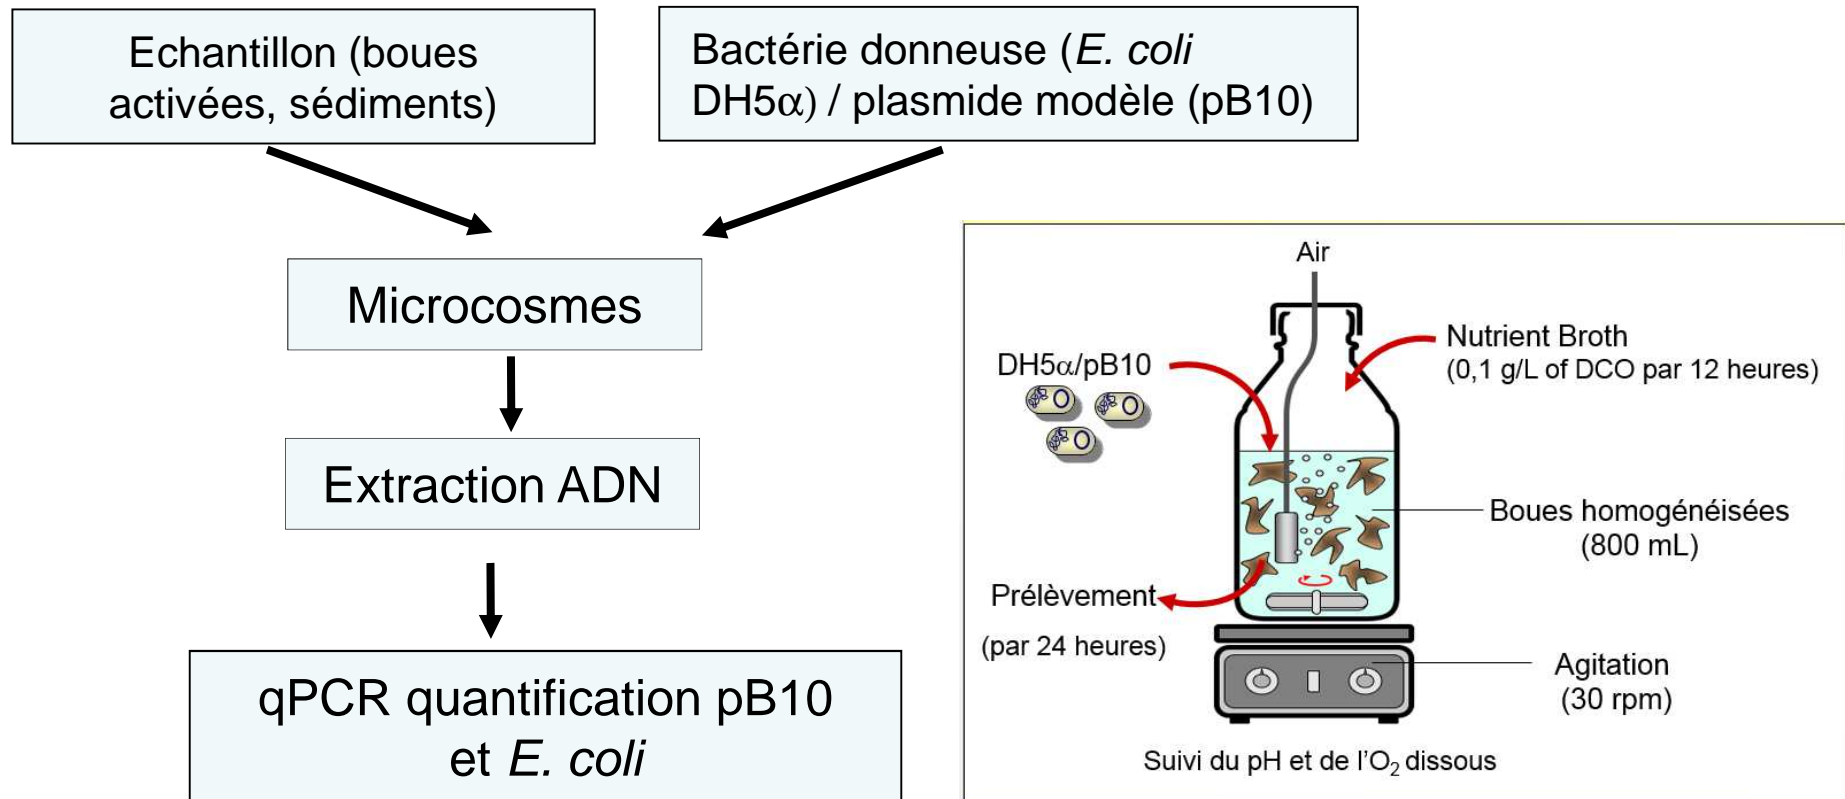 Echantillon (boues
activées, sédiments)
Bactérie donneuse (E. coli
DH5α) / plasmide modèle (pB10)
Microcosmes
Extraction ADN
qPCR quantification pB10
et E. coli
Air
DH5α/pB10
Nutrient Broth
(0,1 g/L of DCO par 12 heures)
Boues homogénéisées
(800 mL)
Prélèvement
(par 24 heures)
Agitation
(30 rpm)
Suivi du pH et de l'O₂ dissous